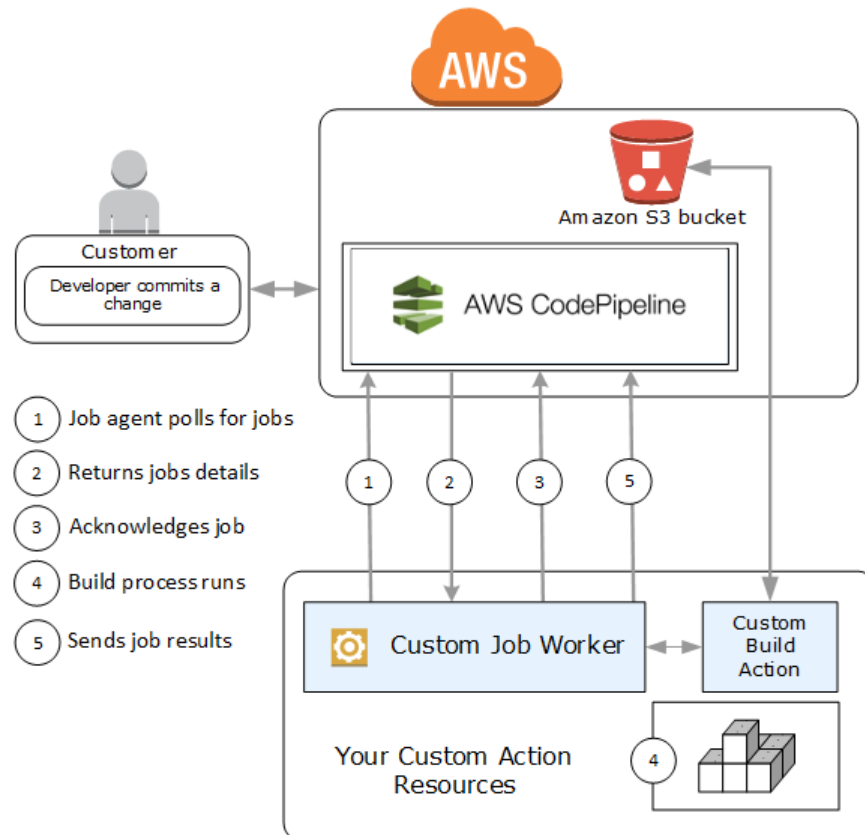 AWS
Amazon S3 bucket
Customer
Developer commits a
change
AWS CodePipeline
1 Job agent polls for jobs
2 Returns jobs details
3 Acknowledges job
4 Build process runs
5 Sends job results
1
2
3
5
Custom Job Worker
Custom
Build
Action
Your Custom Action
Resources
4